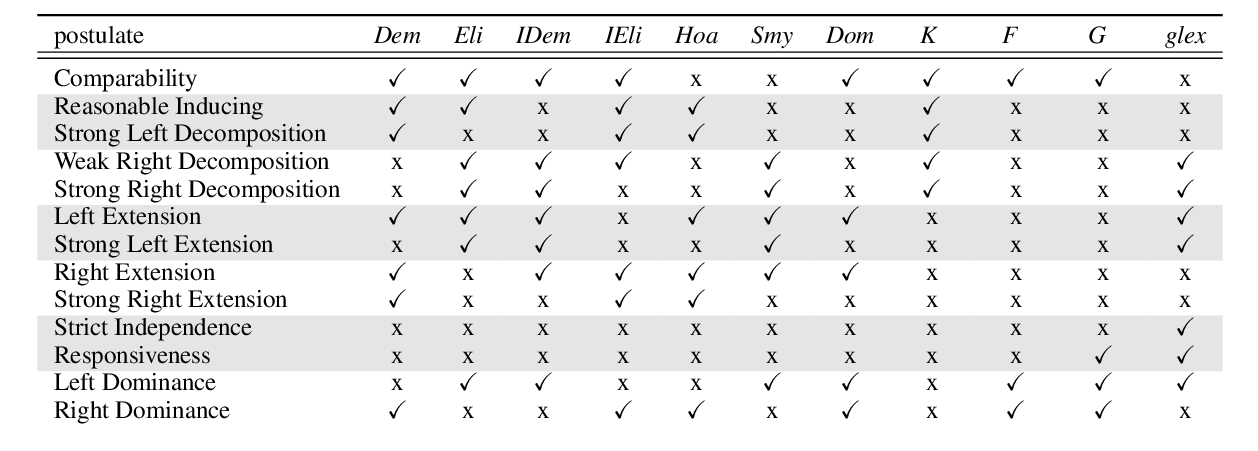 postulate Dem Eli IDem IEli Hoa Smy Dom K F G glex
Comparability ✓ ✓ ✓ ✓ x x ✓ ✓ ✓ ✓ x
Reasonable Inducing ✓ ✓ x ✓ ✓ x x ✓ x x x
Strong Left Decomposition ✓ x x ✓ ✓ x x ✓ x x x
Weak Right Decomposition x ✓ ✓ ✓ x ✓ x ✓ x x ✓
Strong Right Decomposition x ✓ ✓ x x ✓ x ✓ x x ✓
Left Extension ✓ ✓ ✓ x ✓ ✓ ✓ x x x ✓
Strong Left Extension x ✓ ✓ x x ✓ x x x x ✓
Right Extension ✓ x ✓ ✓ ✓ ✓ ✓ x x x x
Strong Right Extension ✓ x x ✓ ✓ x x x x x x
Strict Independence x x x x x x x x x x ✓
Responsiveness x x x x x x x x x ✓ ✓
Left Dominance x ✓ ✓ x x ✓ ✓ x ✓ ✓ ✓
Right Dominance ✓ x x ✓ ✓ x ✓ x ✓ ✓ x